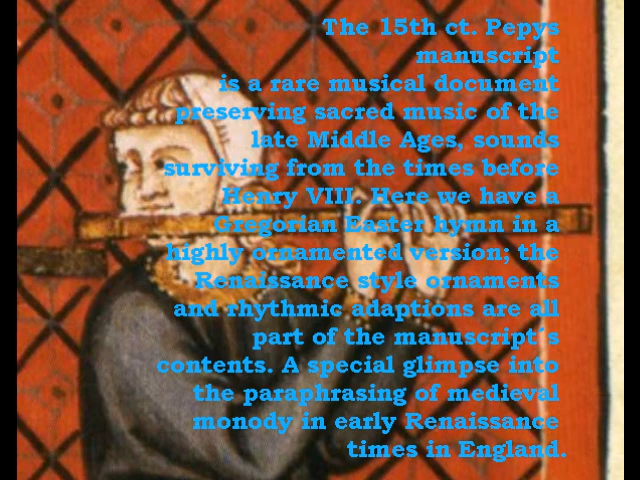 The 15th ct. Pepys
manuscript
is a rare musical document
preserving sacred music of the
late Middle Ages, sounds
surviving from the times before
Henry VIII. Here we have a
Gregorian Easter hymn in a
highly ornamented version; the
Renaissance style ornaments
and rhythmic adaptions are all
part of the manuscript´s
contents. A special glimpse into
the paraphrasing of medieval
monody in early Renaissance
times in England.